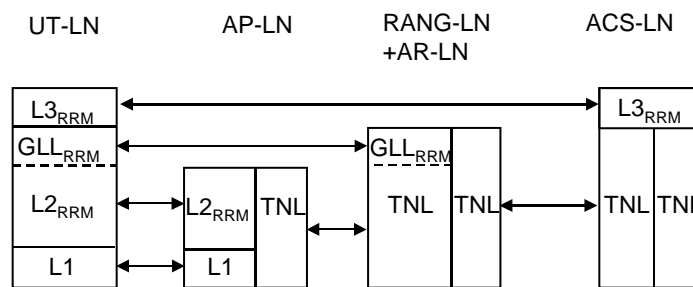 UT-LN AP-LN RANG-LN +AR-LN ACS-LN
L3RRM L3RRM
GLLRRM GLLRRM
L2RRM L2RRM TNL TNL TNL TNL TNL
L1 L1